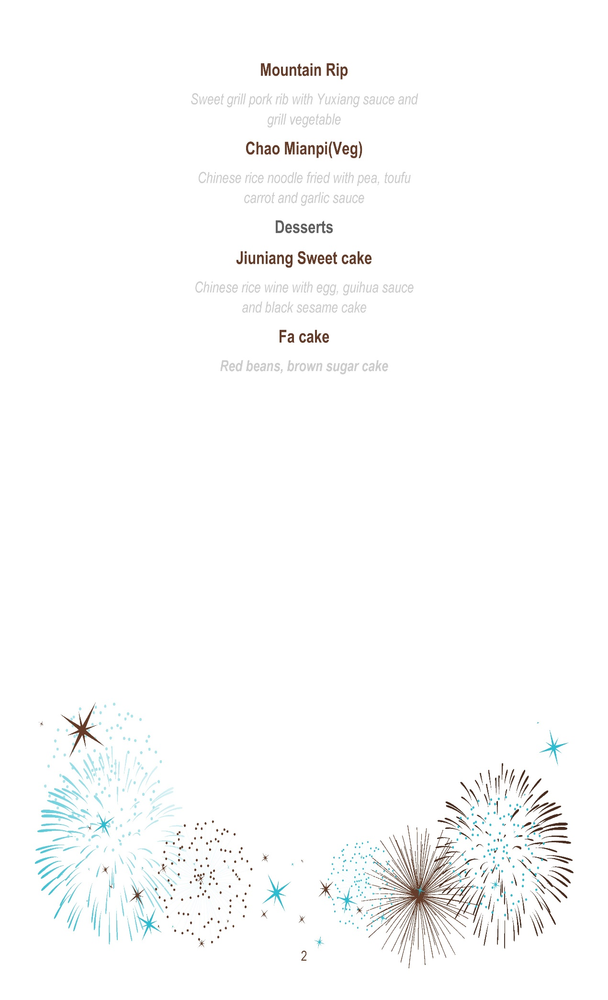 Mountain Rip
Sweet grill pork rib with Yuxiang sauce and
grill vegetable
Chao Mianpi(Veg)
Chinese rice noodle fried with pea, toufu
carrot and garlic sauce
Desserts
Jiuniang Sweet cake
Chinese rice wine with egg, guihua sauce
and black sesame cake
Fa cake
Red beans, brown sugar cake
2